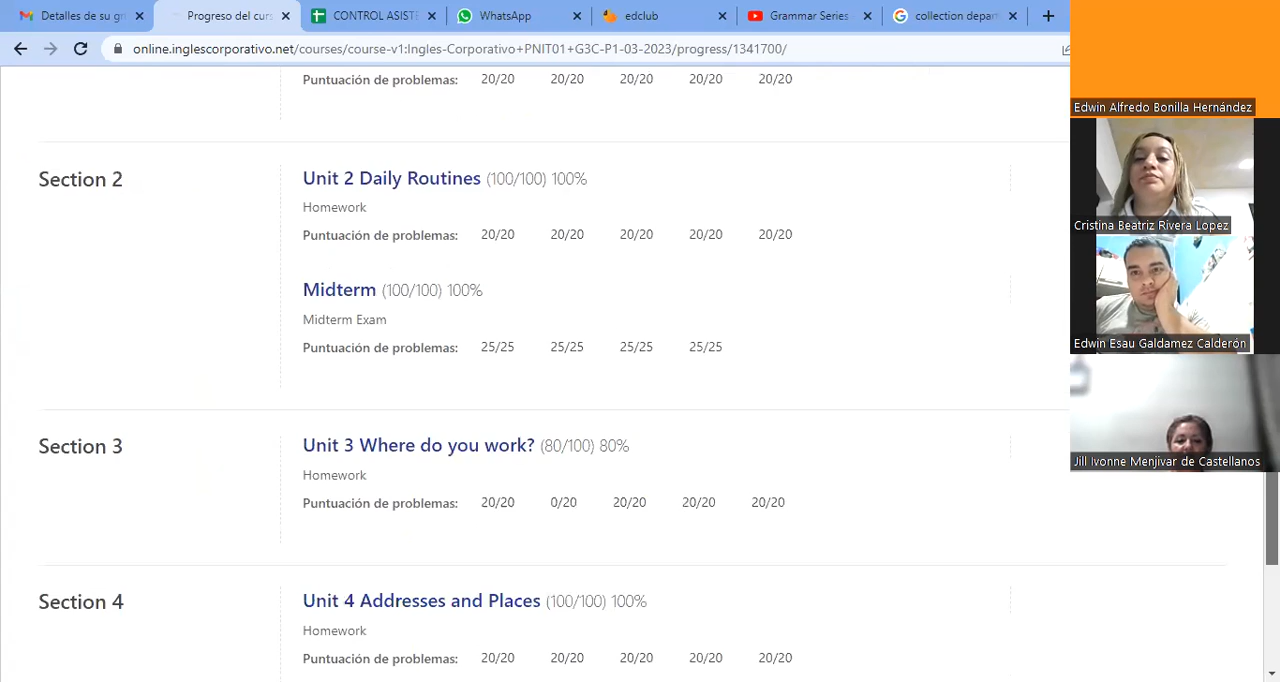 Detalles de su gr
Progreso del curs
CONTROL ASISTE
WhatsApp
edclub
Grammar Series -
collection depart
online.inglescorporativo.net/courses/course-v1:Ingles-Corporativo+PNIT01+G3C-P1-03-2023/progress/1341700/
Puntuación de problemas: 20/20 20/20 20/20 20/20 20/20
Section 2
Unit 2 Daily Routines (100/100) 100%
Homework
Puntuación de problemas: 20/20 20/20 20/20 20/20 20/20
Midterm (100/100) 100%
Midterm Exam
Puntuación de problemas: 25/25 25/25 25/25 25/25
Section 3
Unit 3 Where do you work? (80/100) 80%
Homework
Puntuación de problemas: 20/20 0/20 20/20 20/20 20/20
Section 4
Unit 4 Addresses and Places (100/100) 100%
Homework
Puntuación de problemas: 20/20 20/20 20/20 20/20 20/20
Edwin Alfredo Bonilla Hernández
Cristina Beatriz Rivera Lopez
Edwin Esau Galdamez Calderón
Jill Ivonne Menjivar de Castellanos